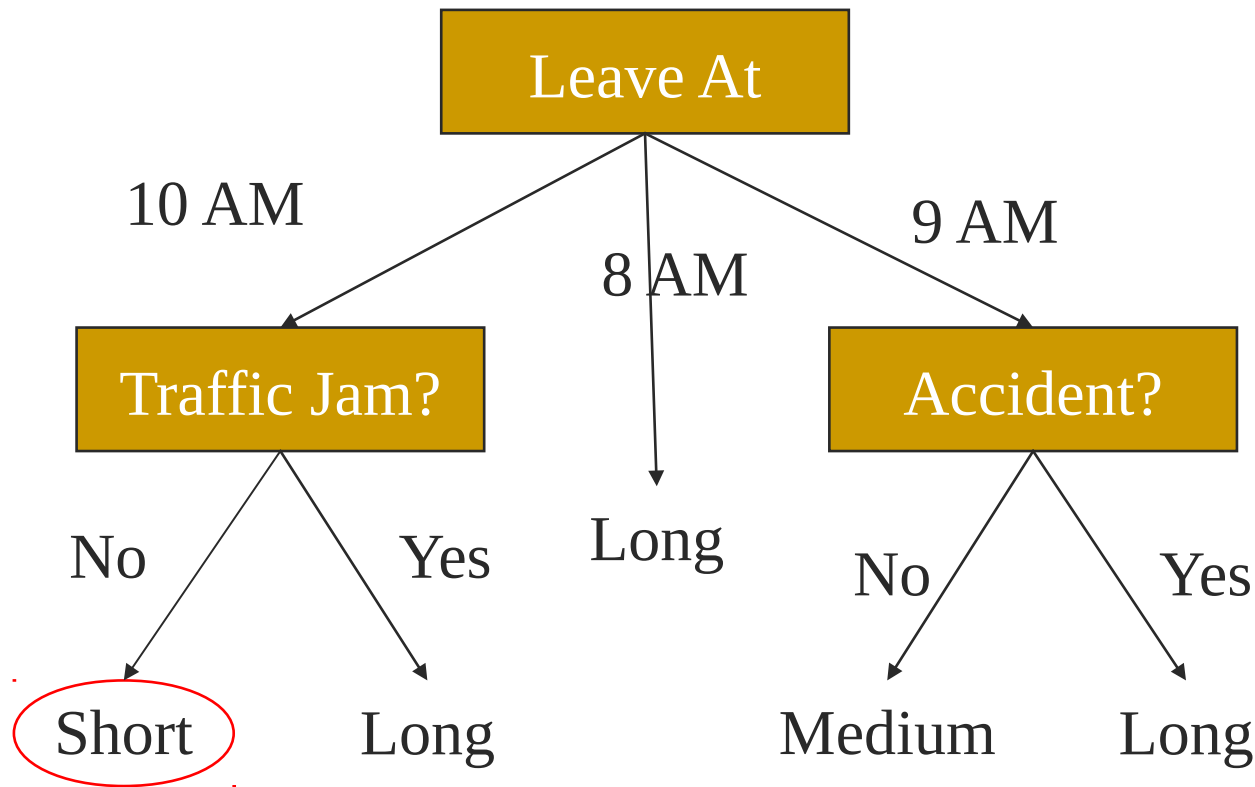 Leave At
10 AM
8 AM
9 AM
Traffic Jam?
Accident?
No
Yes
Long
No
Yes
Short
Long
Medium
Long